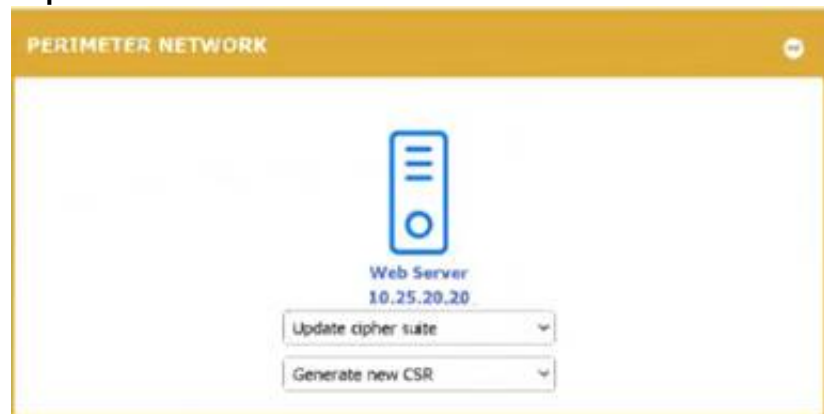 PERIMETER NETWORK
Web Server
10.25.20.20
Update cipher suite
Generate new CSR